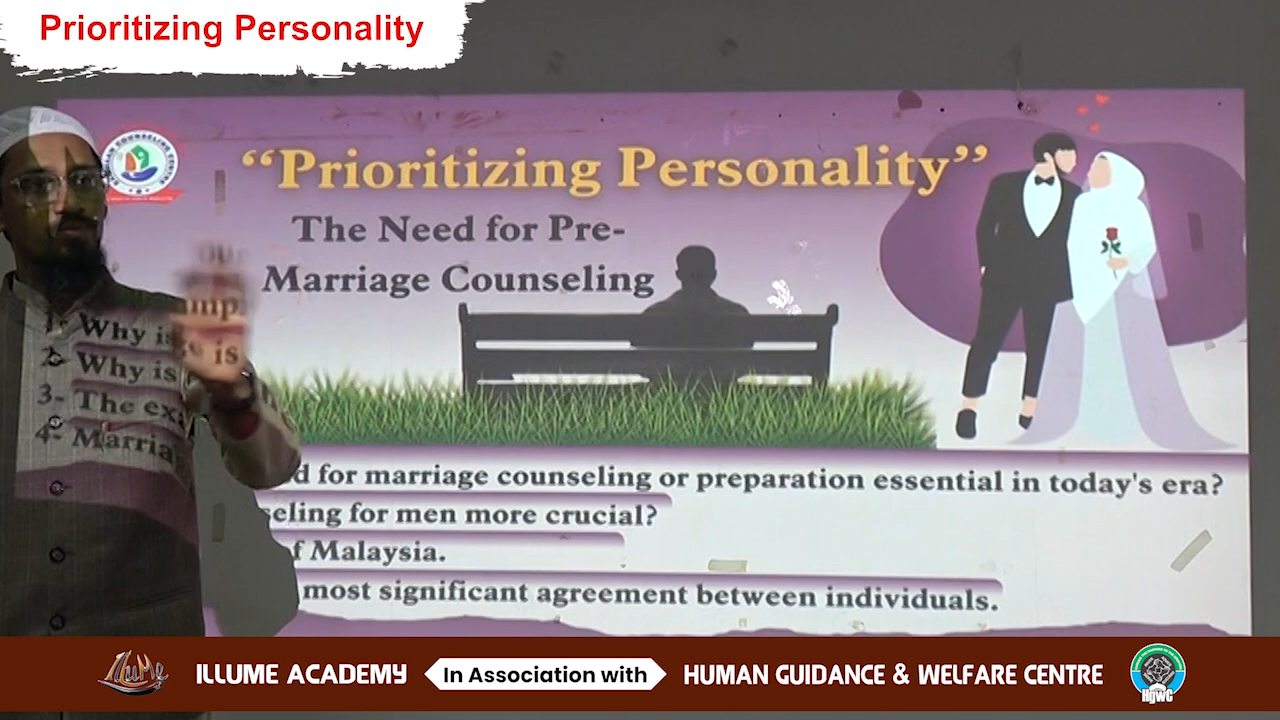 Prioritizing Personality
“Prioritizing Personality”
The Need for Pre-
Marriage Counseling
1- Why is
2- Why is
3- The ex
4- Marria
for marriage counseling or preparation essential in today's era?
for men more crucial?
of Malaysia.
most significant agreement between individuals.
ILLUME ACADEMY In Association with HUMAN GUIDANCE & WELFARE CENTRE
HGWC